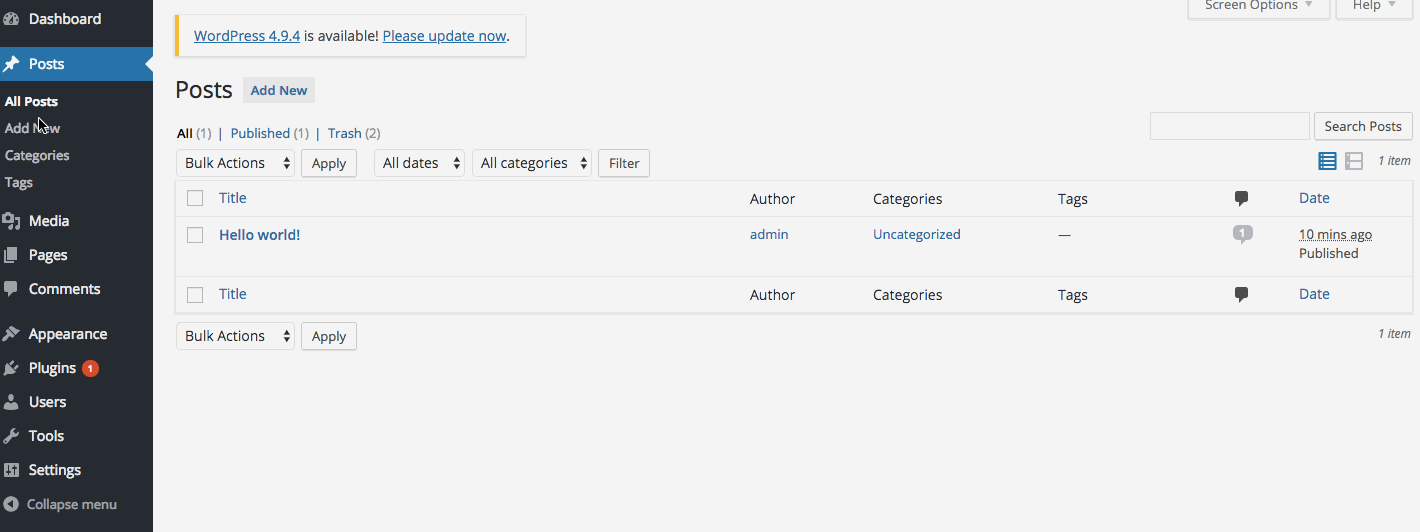 Dashboard
Posts
All Posts
Add New
Categories
Tags
Media
Pages
Comments
Appearance
Plugins 1
Users
Tools
Settings
Collapse menu
Screen Options Help
WordPress 4.9.4 is available! Please update now.
Posts Add New
All (1) | Published (1) | Trash (2)
Search Posts
Bulk Actions Apply All dates All categories Filter 1 item
Title Author Categories Tags Date
Hello world! admin Uncategorized — 1 10 mins ago
Published
Title Author Categories Tags Date
Bulk Actions Apply 1 item